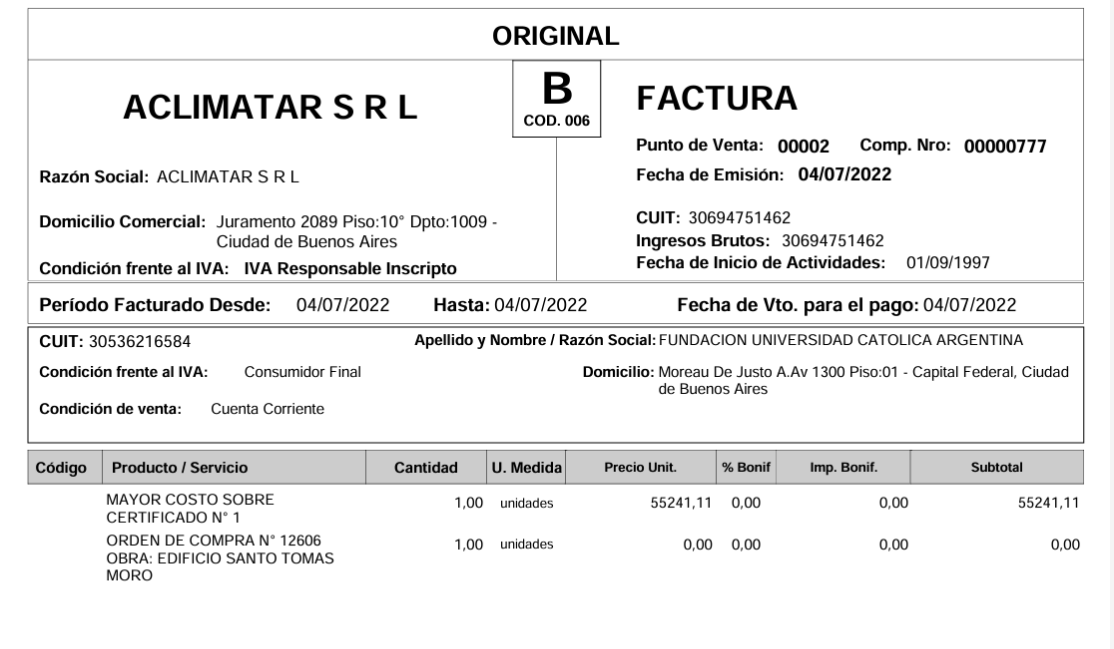 ORIGINAL
ACLIMATAR S R L
B
COD. 006
FACTURA
Punto de Venta: 00002 Comp. Nro: 00000777
Razón Social: ACLIMATAR S R L
Fecha de Emisión: 04/07/2022
Domicilio Comercial: Juramento 2089 Piso:10° Dpto:1009 -
Ciudad de Buenos Aires
CUIT: 30694751462
Ingresos Brutos: 30694751462
Condición frente al IVA: IVA Responsable Inscripto
Fecha de Inicio de Actividades: 01/09/1997
Período Facturado Desde: 04/07/2022 Hasta: 04/07/2022 Fecha de Vto. para el pago: 04/07/2022
CUIT: 30536216584 Apellido y Nombre / Razón Social: FUNDACION UNIVERSIDAD CATOLICA ARGENTINA
Condición frente al IVA: Consumidor Final Domicilio: Moreau De Justo A.Av 1300 Piso:01 - Capital Federal, Ciudad
de Buenos Aires
Condición de venta: Cuenta Corriente
Código Producto / Servicio Cantidad U. Medida Precio Unit. % Bonif Imp. Bonif. Subtotal
MAYOR COSTO SOBRE 1,00 unidades 55241,11 0,00 0,00 55241,11
CERTIFICADO N° 1
ORDEN DE COMPRA N° 12606 1,00 unidades 0,00 0,00 0,00 0,00
OBRA: EDIFICIO SANTO TOMAS
MORO